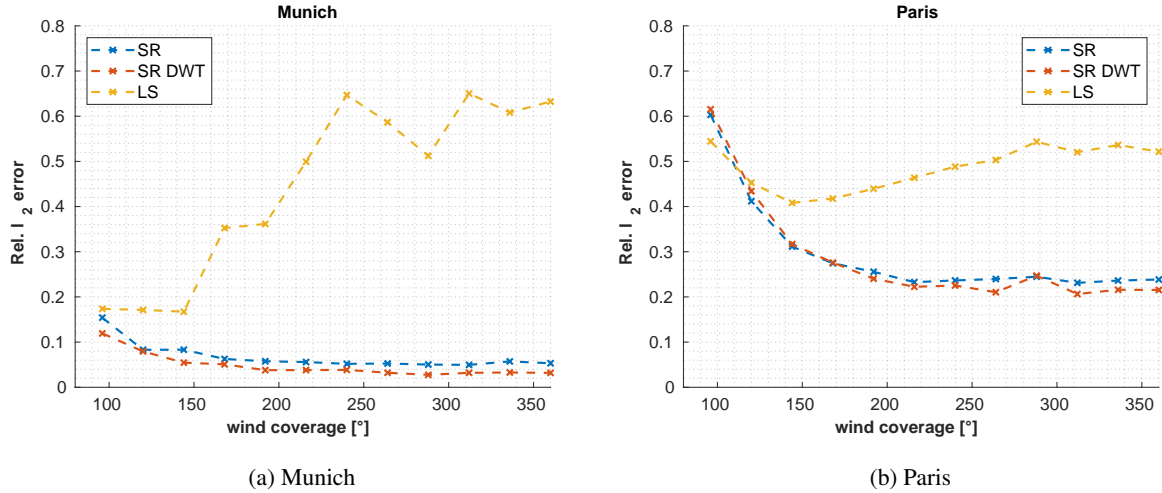 Munich
0.8
0.7
0.6
0.5
0.4
0.3
0.2
0.1
0
Rel. l 2 error
SR
SR DWT
LS
100 150 200 250 300 350
wind coverage [°]
(a) Munich
Paris
0.8
0.7
0.6
0.5
0.4
0.3
0.2
0.1
0
Rel. l 2 error
SR
SR DWT
LS
100 150 200 250 300 350
wind coverage [°]
(b) Paris